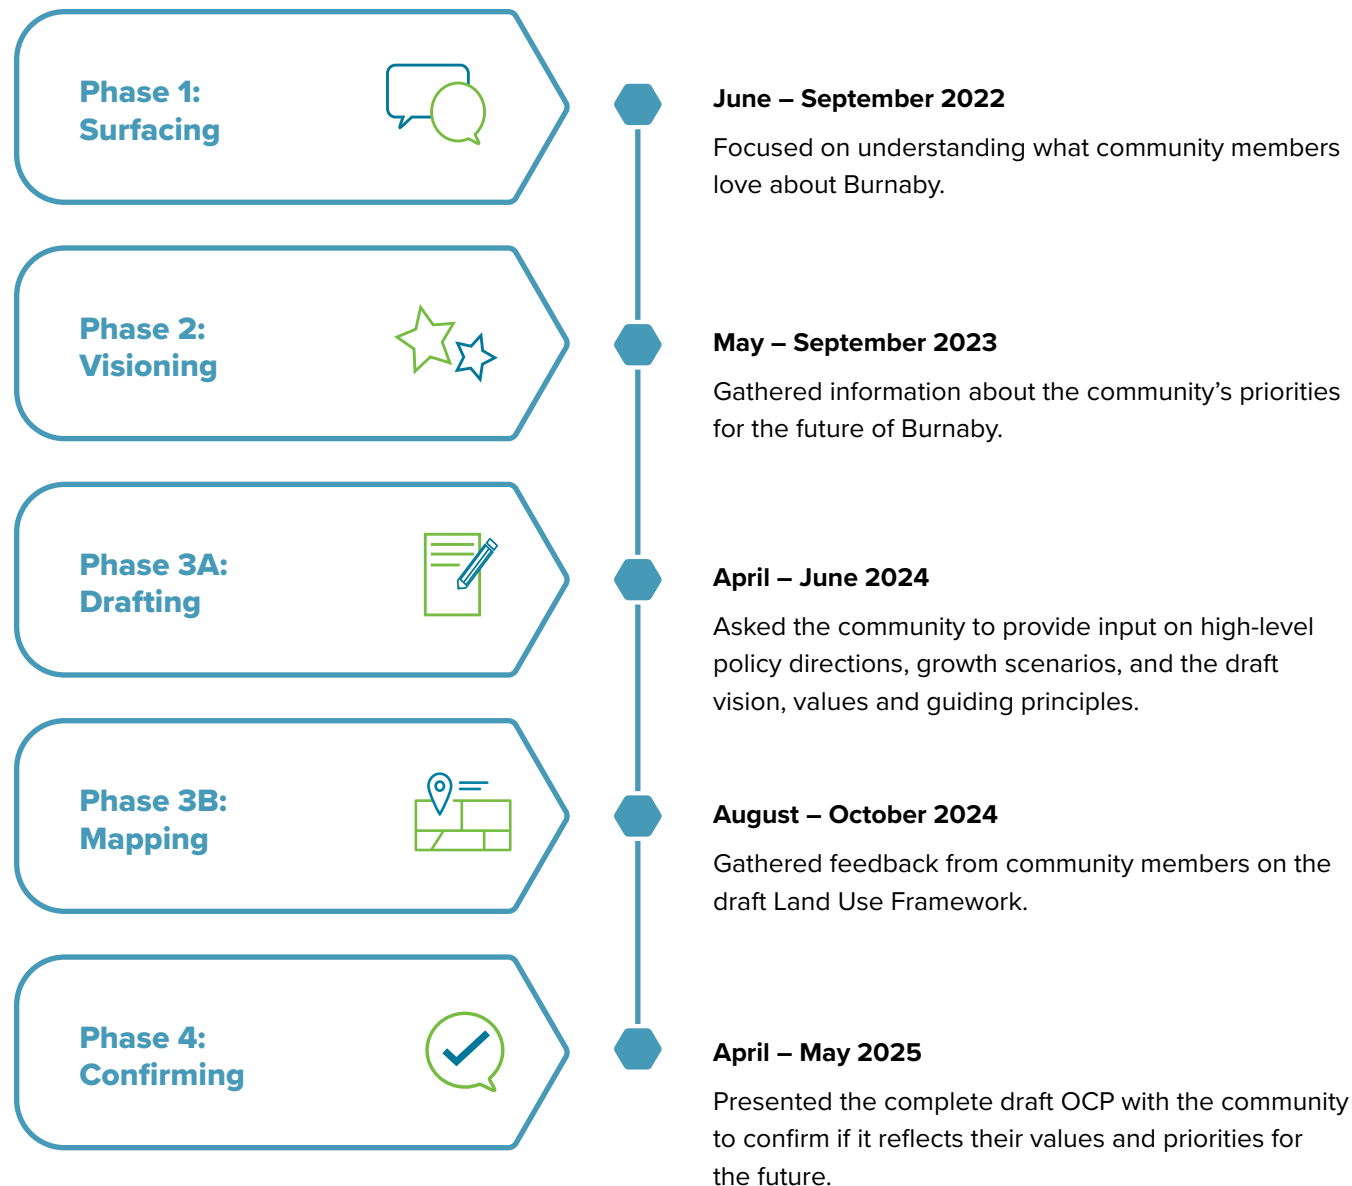 Phase 1:
Surfacing
June – September 2022
Focused on understanding what community members
love about Burnaby.
Phase 2:
Visioning
May – September 2023
Gathered information about the community’s priorities
for the future of Burnaby.
Phase 3A:
Drafting
April – June 2024
Asked the community to provide input on high-level
policy directions, growth scenarios, and the draft
vision, values and guiding principles.
Phase 3B:
Mapping
August – October 2024
Gathered feedback from community members on the
draft Land Use Framework.
Phase 4:
Confirming
April – May 2025
Presented the complete draft OCP with the community
to confirm if it reflects their values and priorities for
the future.